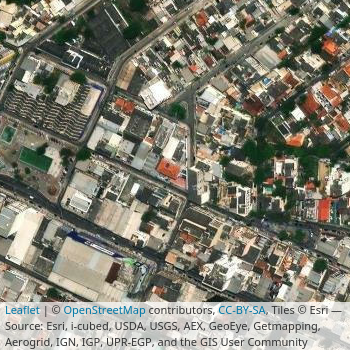 Leaflet | © OpenStreetMap contributors, CC-BY-SA, Tiles © Esri —
Source: Esri, i-cubed, USDA, USGS, AEX, GeoEye, Getmapping,
Aerogrid, IGN, IGP, UPR-EGP, and the GIS User Community